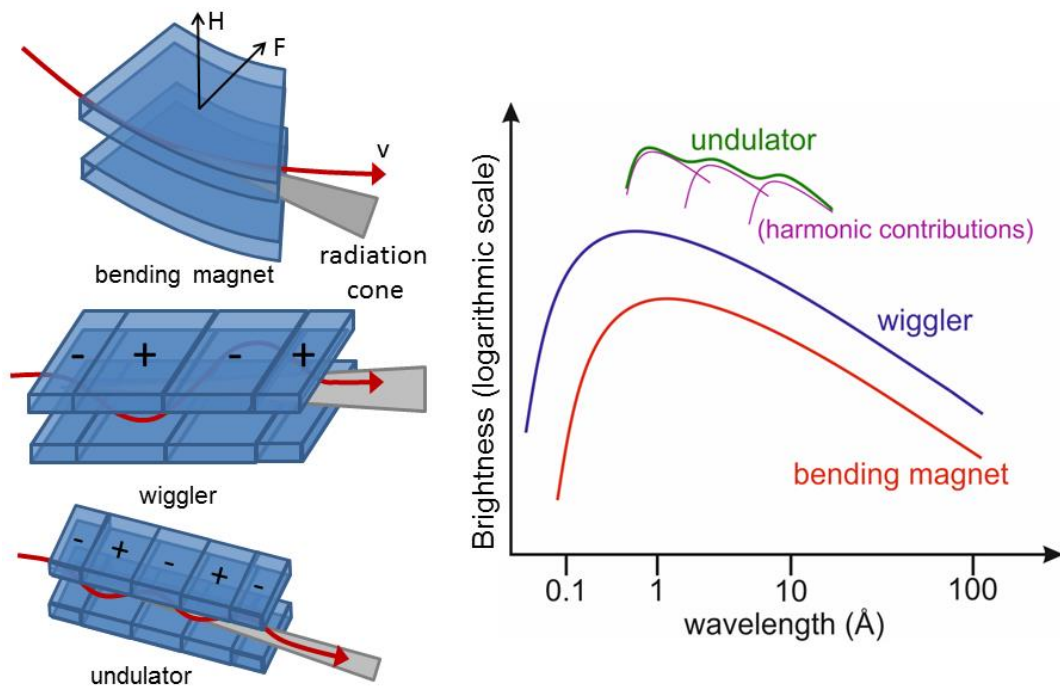 H
F
v
radiation
cone
bending magnet
- + - +
wiggler
- + - + -
undulator
Brightness (logarithmic scale)
undulator
(harmonic contributions)
wiggler
bending magnet
0.1 1 10 100
wavelength (Å)